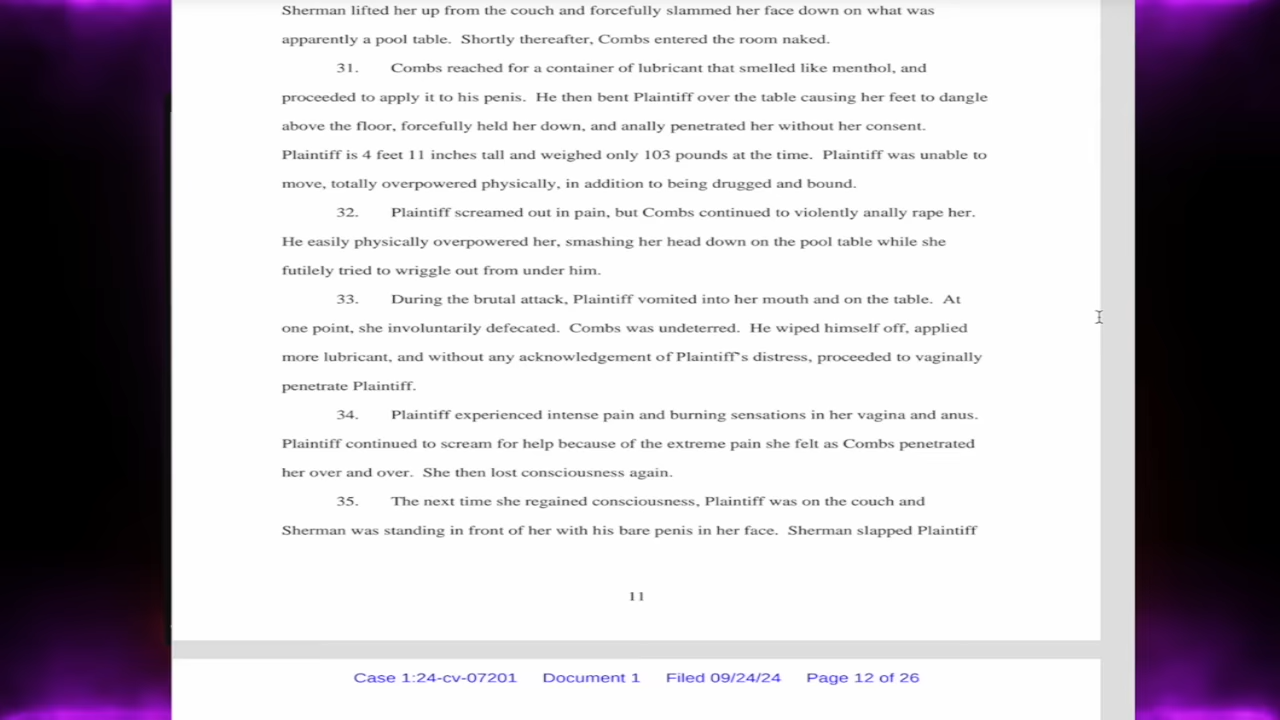 Sherman lifted her up from the couch and forcefully slammed her face down on what was
apparently a pool table.  Shortly thereafter, Combs entered the room naked.
31. Combs reached for a container of lubricant that smelled like menthol, and
proceeded to apply it to his penis.  He then bent Plaintiff over the table causing her feet to dangle
above the floor, forcefully held her down, and anally penetrated her without her consent.
Plaintiff is 4 feet 11 inches tall and weighed only 103 pounds at the time.  Plaintiff was unable to
move, totally overpowered physically, in addition to being drugged and bound.
32. Plaintiff screamed out in pain, but Combs continued to violently anally rape her.
He easily physically overpowered her, smashing her head down on the pool table while she
futilely tried to wriggle out from under him.
33. During the brutal attack, Plaintiff vomited into her mouth and on the table.  At
one point, she involuntarily defecated.  Combs was undeterred.  He wiped himself off, applied
more lubricant, and without any acknowledgement of Plaintiff's distress, proceeded to vaginally
penetrate Plaintiff.
34. Plaintiff experienced intense pain and burning sensations in her vagina and anus.
Plaintiff continued to scream for help because of the extreme pain she felt as Combs penetrated
her over and over.  She then lost consciousness again.
35. The next time she regained consciousness, Plaintiff was on the couch and
Sherman was standing in front of her with his bare penis in her face.  Sherman slapped Plaintiff
11
Case 1:24-cv-07201 Document 1 Filed 09/24/24 Page 12 of 26